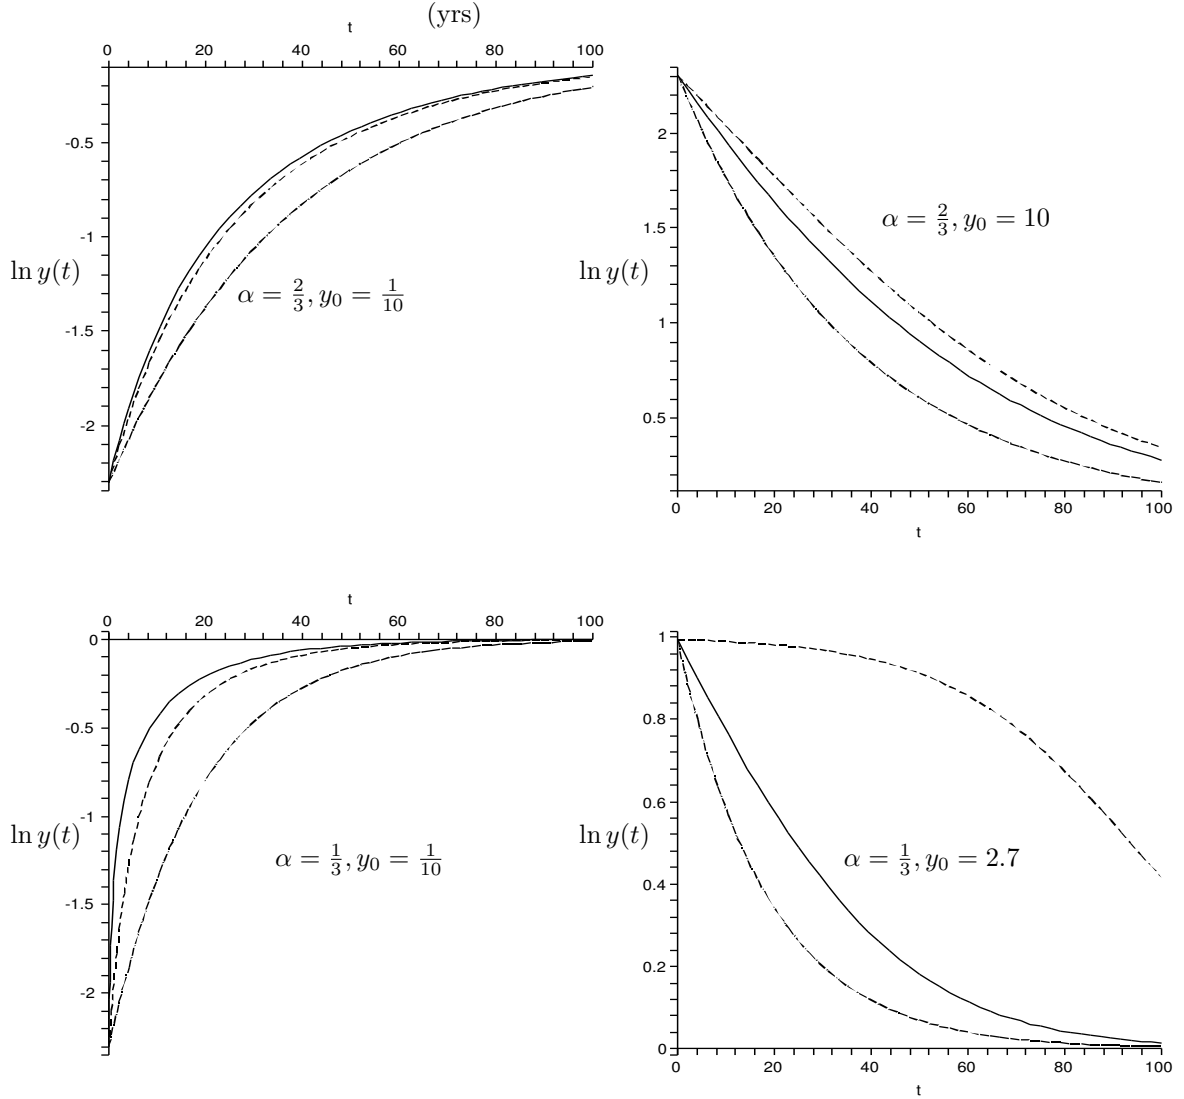 (yrs)
t
0 20 40 60 80 100
-0.5
-1
-1.5
-2
ln y(t)
α = 2/3, y₀ = 1/10
2
1.5
1
0.5
ln y(t)
α = 2/3, y₀ = 10
0 20 40 60 80 100
t
t
0 20 40 60 80 100
0
-0.5
-1
-1.5
-2
ln y(t)
α = 1/3, y₀ = 1/10
1
0.8
0.6
0.4
0.2
0
ln y(t)
α = 1/3, y₀ = 2.7
0 20 40 60 80 100
t